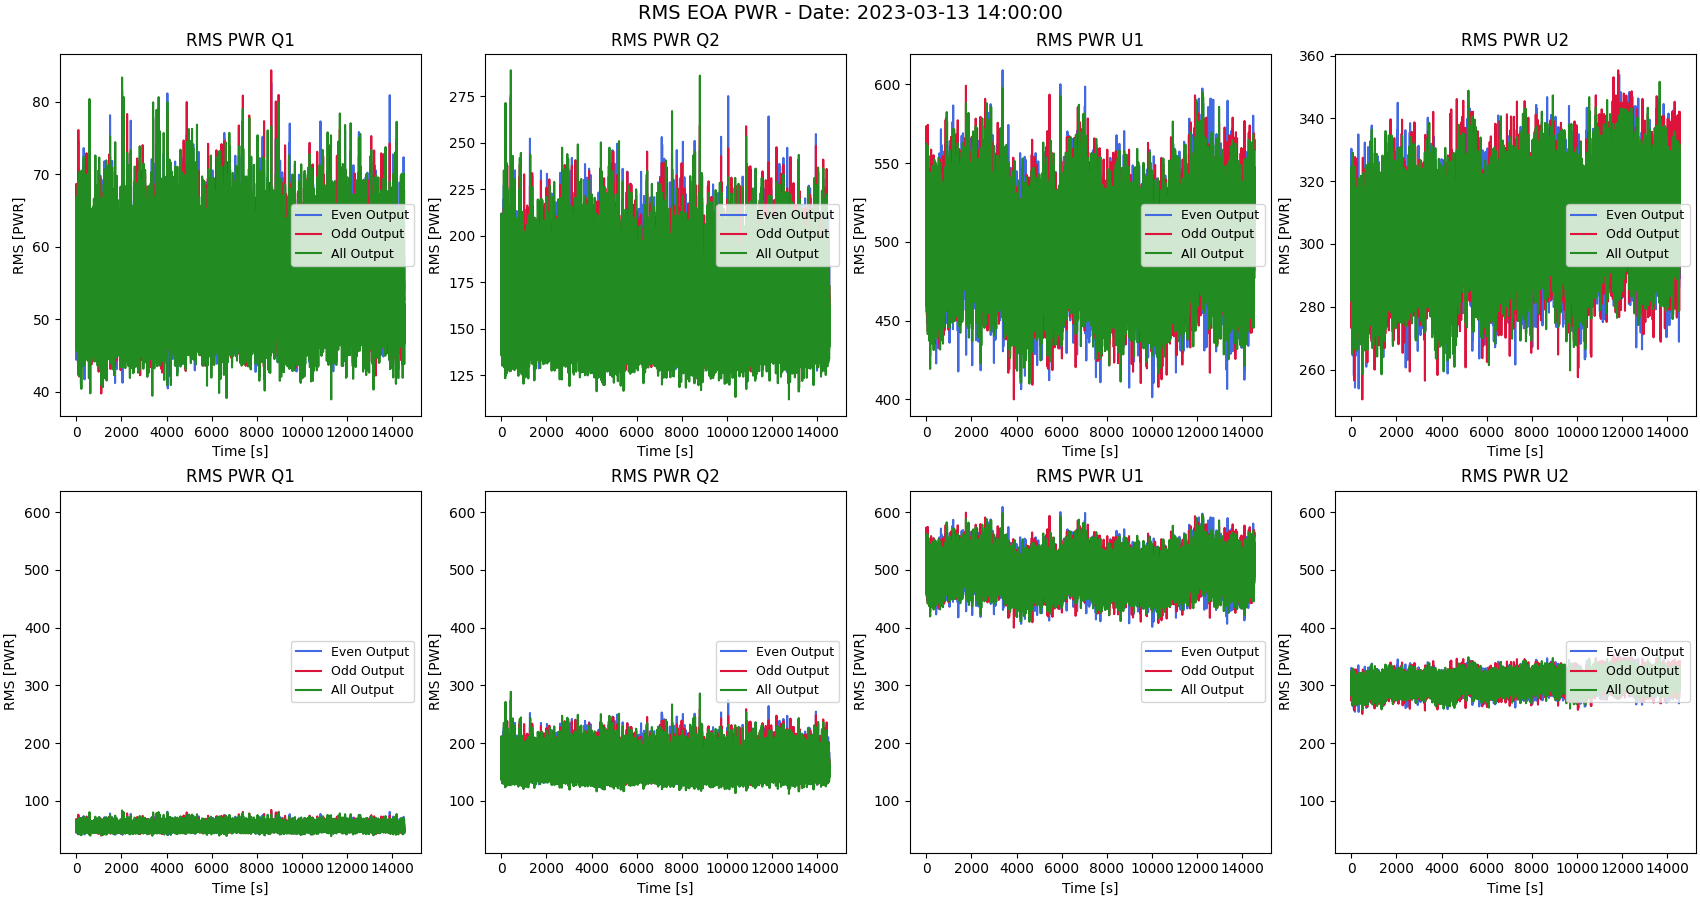 RMS EOA PWR - Date: 2023-03-13 14:00:00
RMS PWR Q1
RMS [PWR]
80
70
60
50
40
0 2000 4000 6000 8000 10000 12000 14000
Time [s]
Even Output
Odd Output
All Output
RMS PWR Q2
RMS [PWR]
275
250
225
200
175
150
125
0 2000 4000 6000 8000 10000 12000 14000
Time [s]
Even Output
Odd Output
All Output
RMS PWR U1
RMS [PWR]
600
550
500
450
400
0 2000 4000 6000 8000 10000 12000 14000
Time [s]
Even Output
Odd Output
All Output
RMS PWR U2
RMS [PWR]
360
340
320
300
280
260
0 2000 4000 6000 8000 10000 12000 14000
Time [s]
Even Output
Odd Output
All Output
RMS PWR Q1
RMS [PWR]
600
500
400
300
200
100
0 2000 4000 6000 8000 10000 12000 14000
Time [s]
Even Output
Odd Output
All Output
RMS PWR Q2
RMS [PWR]
600
500
400
300
200
100
0 2000 4000 6000 8000 10000 12000 14000
Time [s]
Even Output
Odd Output
All Output
RMS PWR U1
RMS [PWR]
600
500
400
300
200
100
0 2000 4000 6000 8000 10000 12000 14000
Time [s]
Even Output
Odd Output
All Output
RMS PWR U2
RMS [PWR]
600
500
400
300
200
100
0 2000 4000 6000 8000 10000 12000 14000
Time [s]
Even Output
Odd Output
All Output